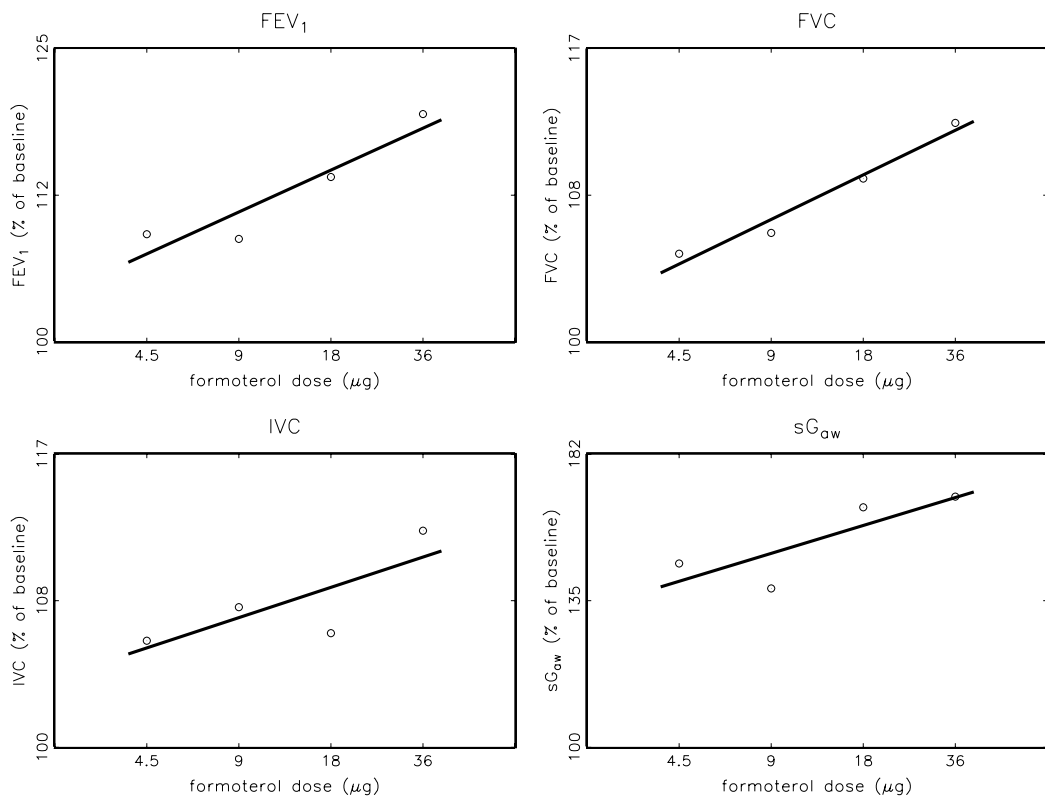 FEV₁
125
112
100
FEV₁ (% of baseline)
4.5 9 18 36
formoterol dose (μg)
FVC
117
108
100
FVC (% of baseline)
4.5 9 18 36
formoterol dose (μg)
IVC
117
108
100
IVC (% of baseline)
4.5 9 18 36
formoterol dose (μg)
sGaw
182
135
100
sGaw (% of baseline)
4.5 9 18 36
formoterol dose (μg)